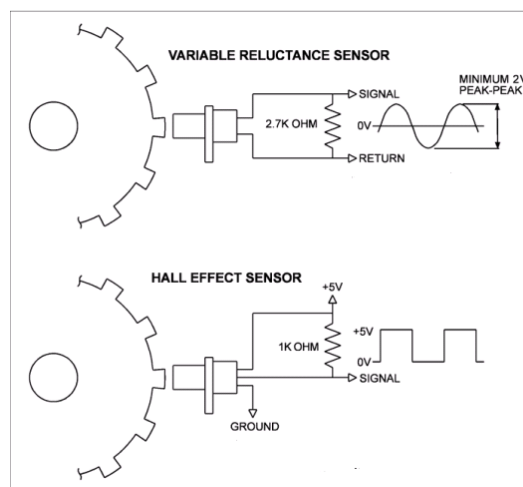 VARIABLE RELUCTANCE SENSOR
MINIMUM 2V
PEAK-PEAK
SIGNAL
2.7K OHM
0V
RETURN
HALL EFFECT SENSOR
+5V
+5V
1K OHM
0V
SIGNAL
GROUND